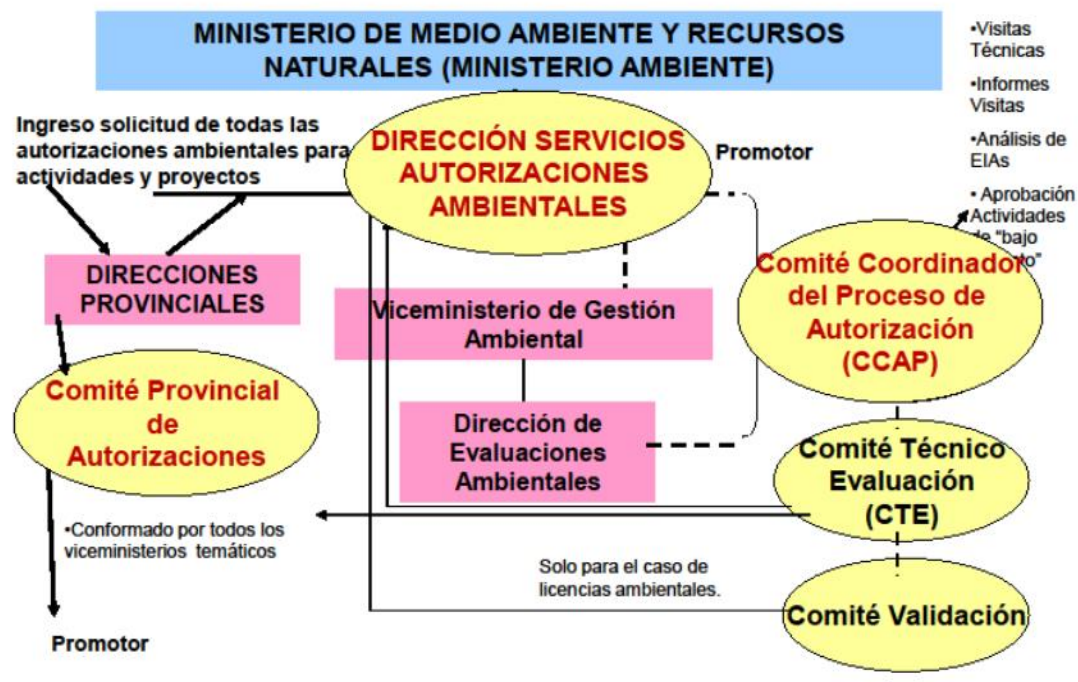 MINISTERIO DE MEDIO AMBIENTE Y RECURSOS
NATURALES (MINISTERIO AMBIENTE)
•Visitas
Técnicas
•Informes
Visitas
•Análisis de
EIAs
• Aprobación
Actividades
de "bajo
Ingreso solicitud de todas las
autorizaciones ambientales para
actividades y proyectos
DIRECCIÓN SERVICIOS
AUTORIZACIONES
AMBIENTALES
Promotor
DIRECCIONES
PROVINCIALES
Viceministerio de Gestión
Ambiental
Comité Coordinador
del Proceso de
Autorización
(CCAP)
Comité Provincial
de
Autorizaciones
Dirección de
Evaluaciones
Ambientales
Comité Técnico
Evaluación
(CTE)
•Conformado por todos los
viceministerios temáticos
Solo para el caso de
licencias ambientales.
Comité Validación
Promotor